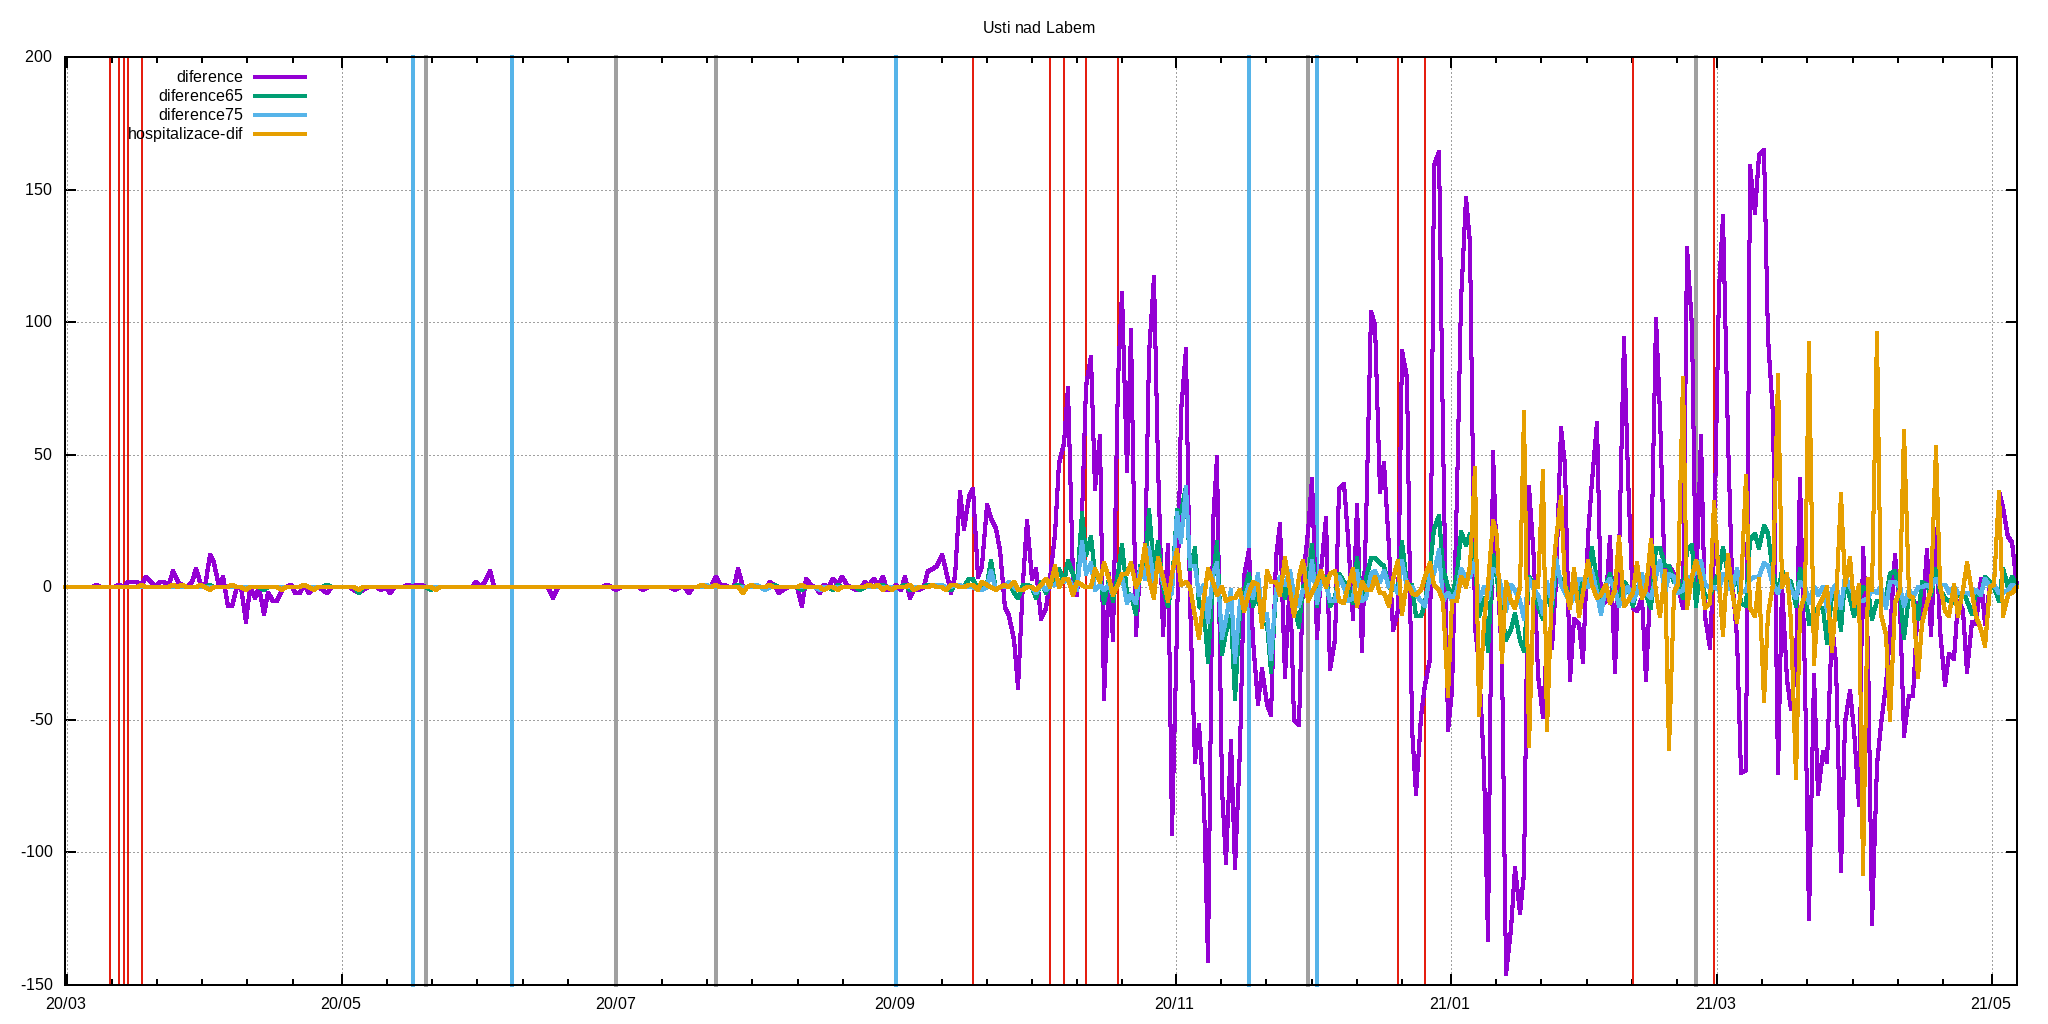 Usti nad Labem
diference
diference65
diference75
hospitalizace-dif
200
150
100
50
0
-50
-100
-150
20/03 20/05 20/07 20/09 20/11 21/01 21/03 21/05